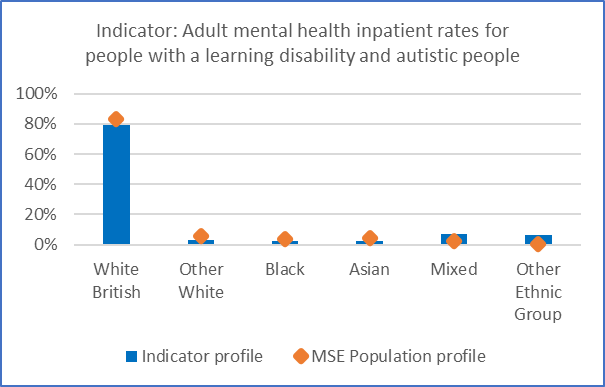 Indicator: Adult mental health inpatient rates for
people with a learning disability and autistic people
100%
80%
60%
40%
20%
0%
White
British
Other
White
Black
Asian
Mixed
Other
Ethnic
Group
Indicator profile
MSE Population profile